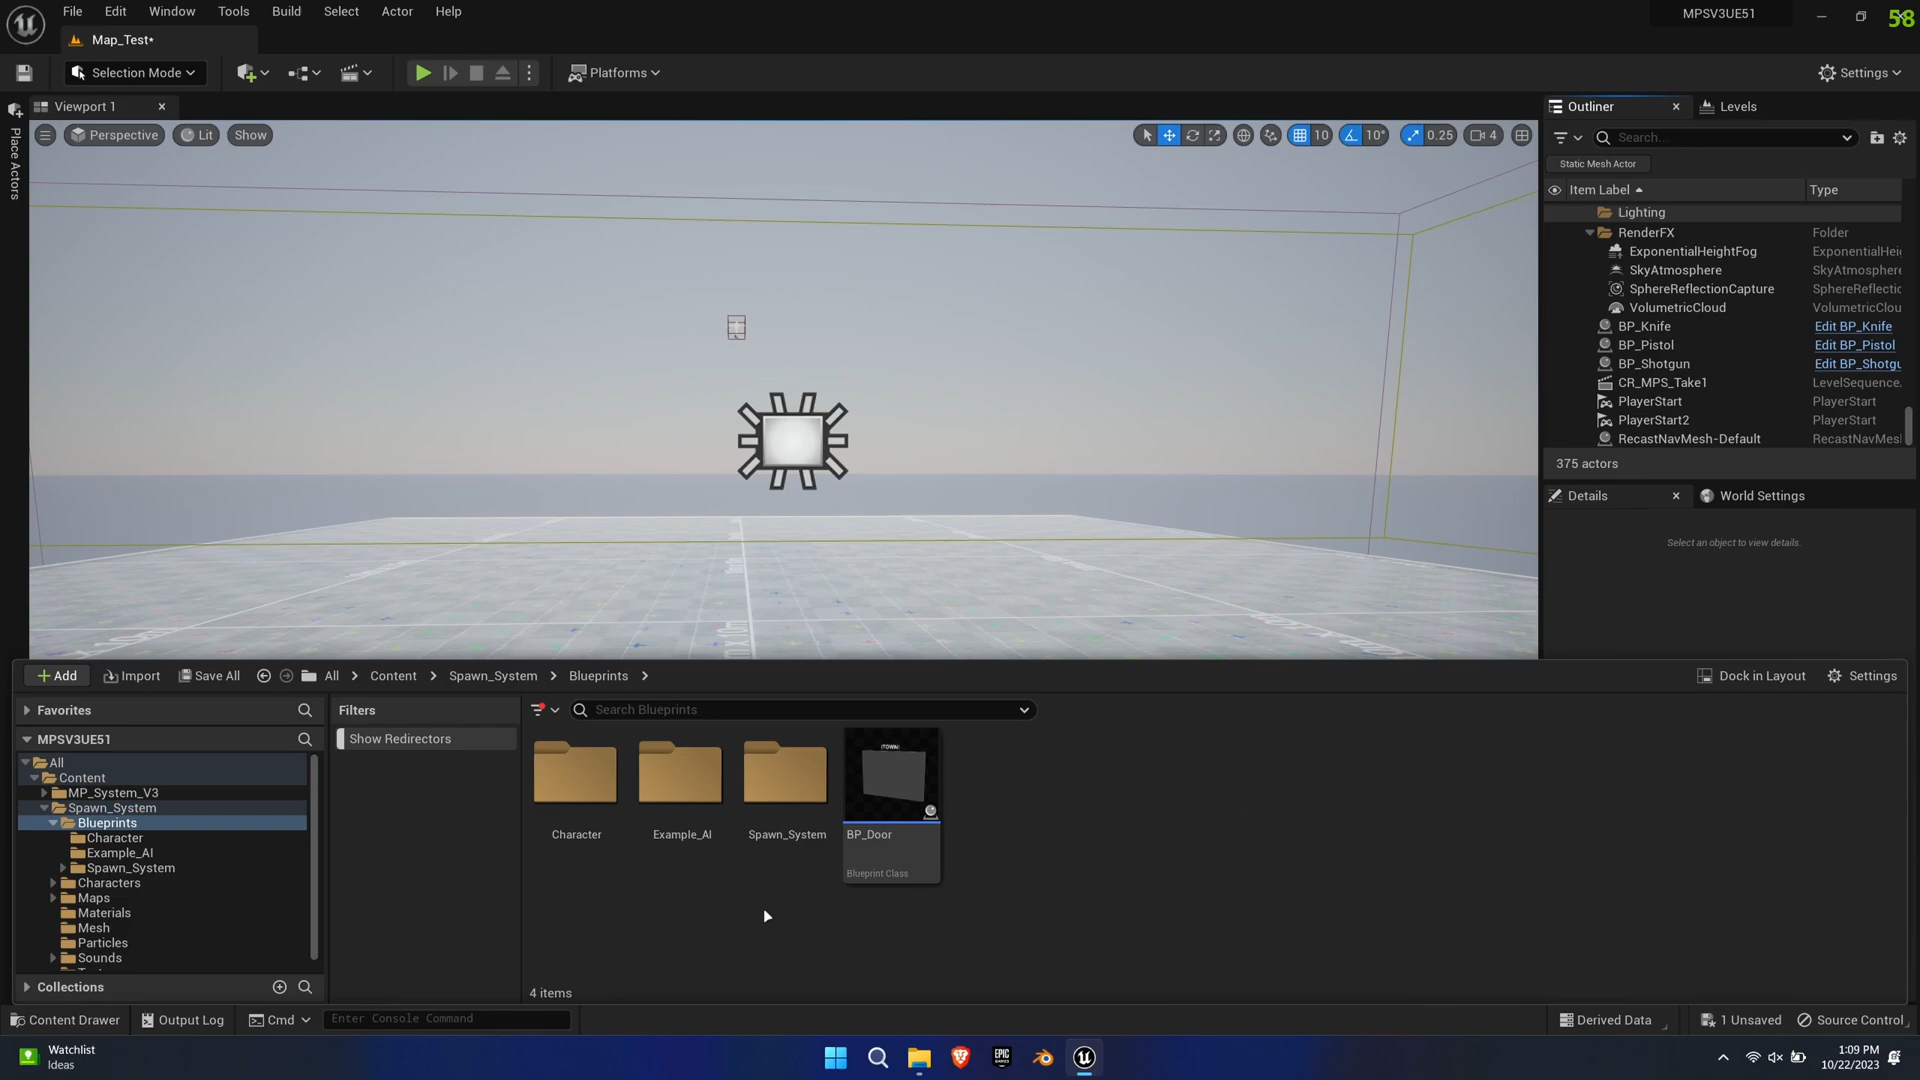 File Edit Window Tools Build Select Actor Help
MPSV3UE51
58
Map_Test*
Selection Mode
Platforms
Settings
Viewport 1
Outliner
Levels
Place Actors
Perspective
Lit
Show
10
10°
0.25
4
Search...
Static Mesh Actor
Item Label
Type
Lighting
RenderFX
Folder
ExponentialHeightFog
ExponentialHei
SkyAtmosphere
SkyAtmosphere
SphereReflectionCapture
SphereReflectic
VolumetricCloud
VolumetricClou
BP_Knife
Edit BP_Knife
BP_Pistol
Edit BP_Pistol
BP_Shotgun
Edit BP_Shotgu
CR_MPS_Take1
LevelSequence
PlayerStart
PlayerStart
PlayerStart2
PlayerStart
RecastNavMesh-Default
RecastNavMesl
375 actors
Details
World Settings
Select an object to view details.
Add
Import
Save All
All
Content
Spawn_System
Blueprints
Dock in Layout
Settings
Favorites
Filters
Search Blueprints
MPSV3UE51
Show Redirectors
All
Content
MP_System_V3
Spawn_System
Blueprints
Character
Example_AI
Spawn_System
Characters
Maps
Materials
Mesh
Particles
Sounds
Character
Example_AI
Spawn_System
BP_Door
Blueprint Class
4 items
Collections
Content Drawer
Output Log
Cmd
Enter Console Command
Derived Data
1 Unsaved
Source Control
Watchlist
Ideas
EPIC
GAMES
1:09 PM
10/22/2023